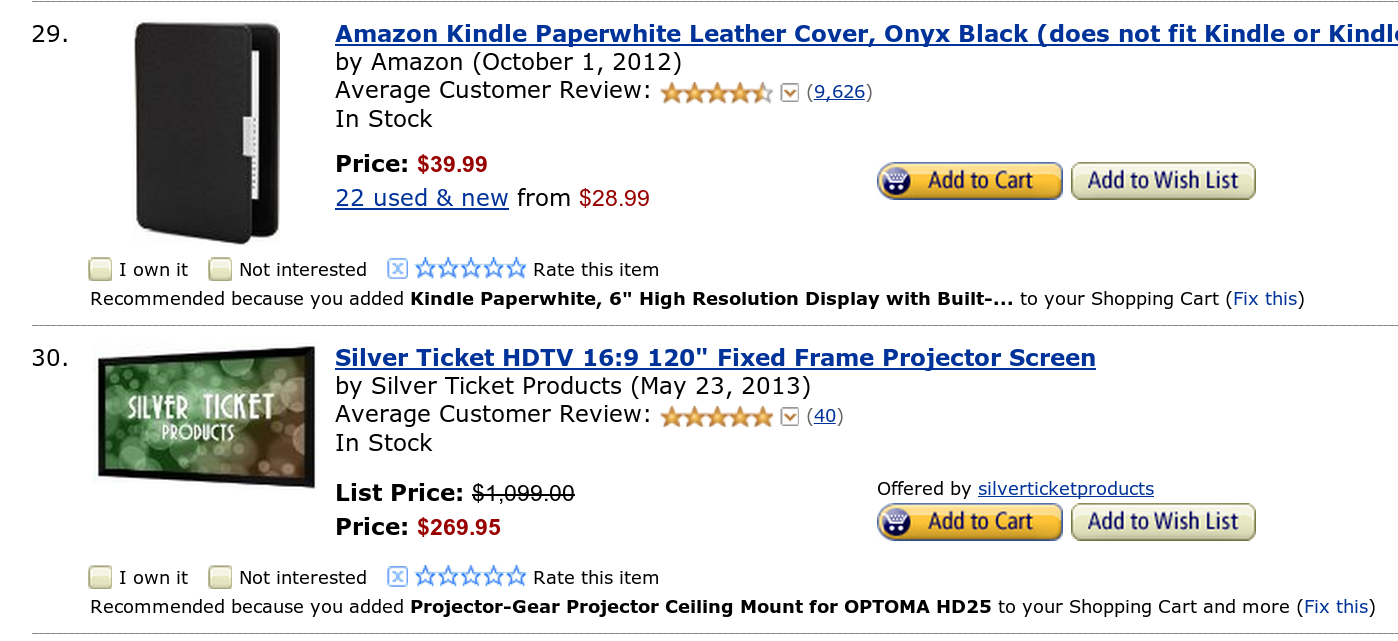 29.
Amazon Kindle Paperwhite Leather Cover, Onyx Black (does not fit Kindle or Kindl
by Amazon (October 1, 2012)
Average Customer Review: (9,626)
In Stock
Price: $39.99
Add to Cart Add to Wish List
22 used & new from $28.99
I own it Not interested x Rate this item
Recommended because you added Kindle Paperwhite, 6" High Resolution Display with Built-... to your Shopping Cart (Fix this)
30.
SILVER TICKET
PRODUCTS
Silver Ticket HDTV 16:9 120" Fixed Frame Projector Screen
by Silver Ticket Products (May 23, 2013)
Average Customer Review: (40)
In Stock
List Price: $1,099.00
Offered by silverticketproducts
Price: $269.95
Add to Cart Add to Wish List
I own it Not interested x Rate this item
Recommended because you added Projector-Gear Projector Ceiling Mount for OPTOMA HD25 to your Shopping Cart and more (Fix this)